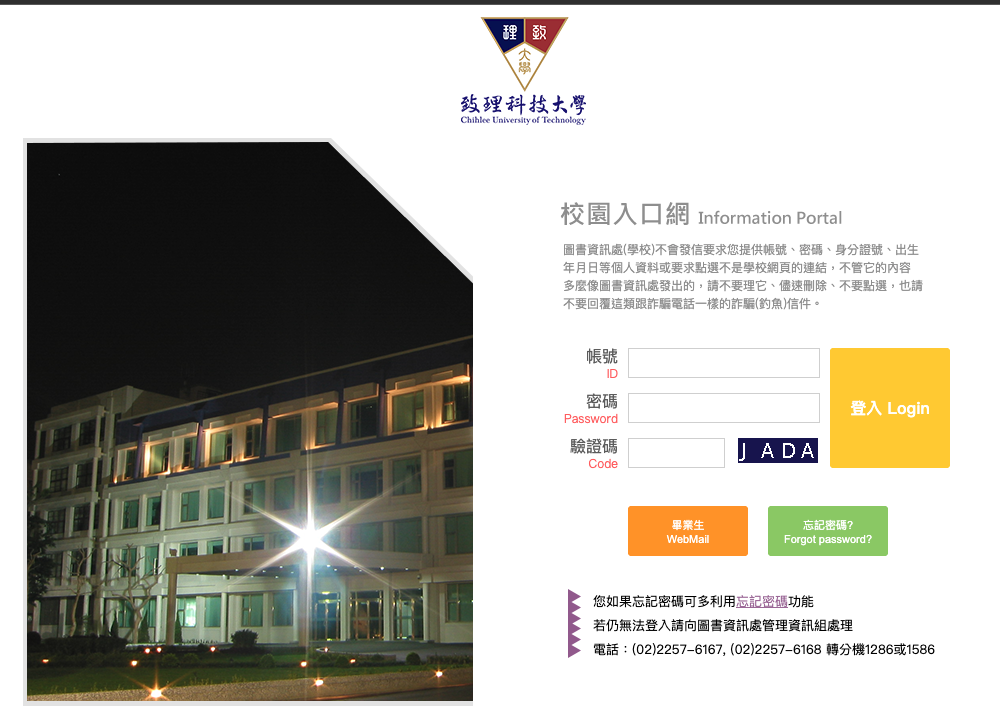 理 致
大
學
致理科技大學
Chihlee University of Technology
校園入口網 Information Portal
圖書資訊處(學校)不會發信要求您提供帳號、密碼、身分證號、出生
年月日等個人資料或要求點選不是學校網頁的連結，不管它的內容
多麼像圖書資訊處發出的，請不要理它、儘速刪除、不要點選，也請
不要回覆這類跟詐騙電話一樣的詐騙(釣魚)信件。
帳號
ID
密碼
Password
登入 Login
驗證碼
Code
J A D A
畢業生
WebMail
忘記密碼?
Forgot password?
您如果忘記密碼可多利用忘記密碼功能
若仍無法登入請向圖書資訊處管理資訊組處理
電話：(02)2257-6167, (02)2257-6168 轉分機1286或1586